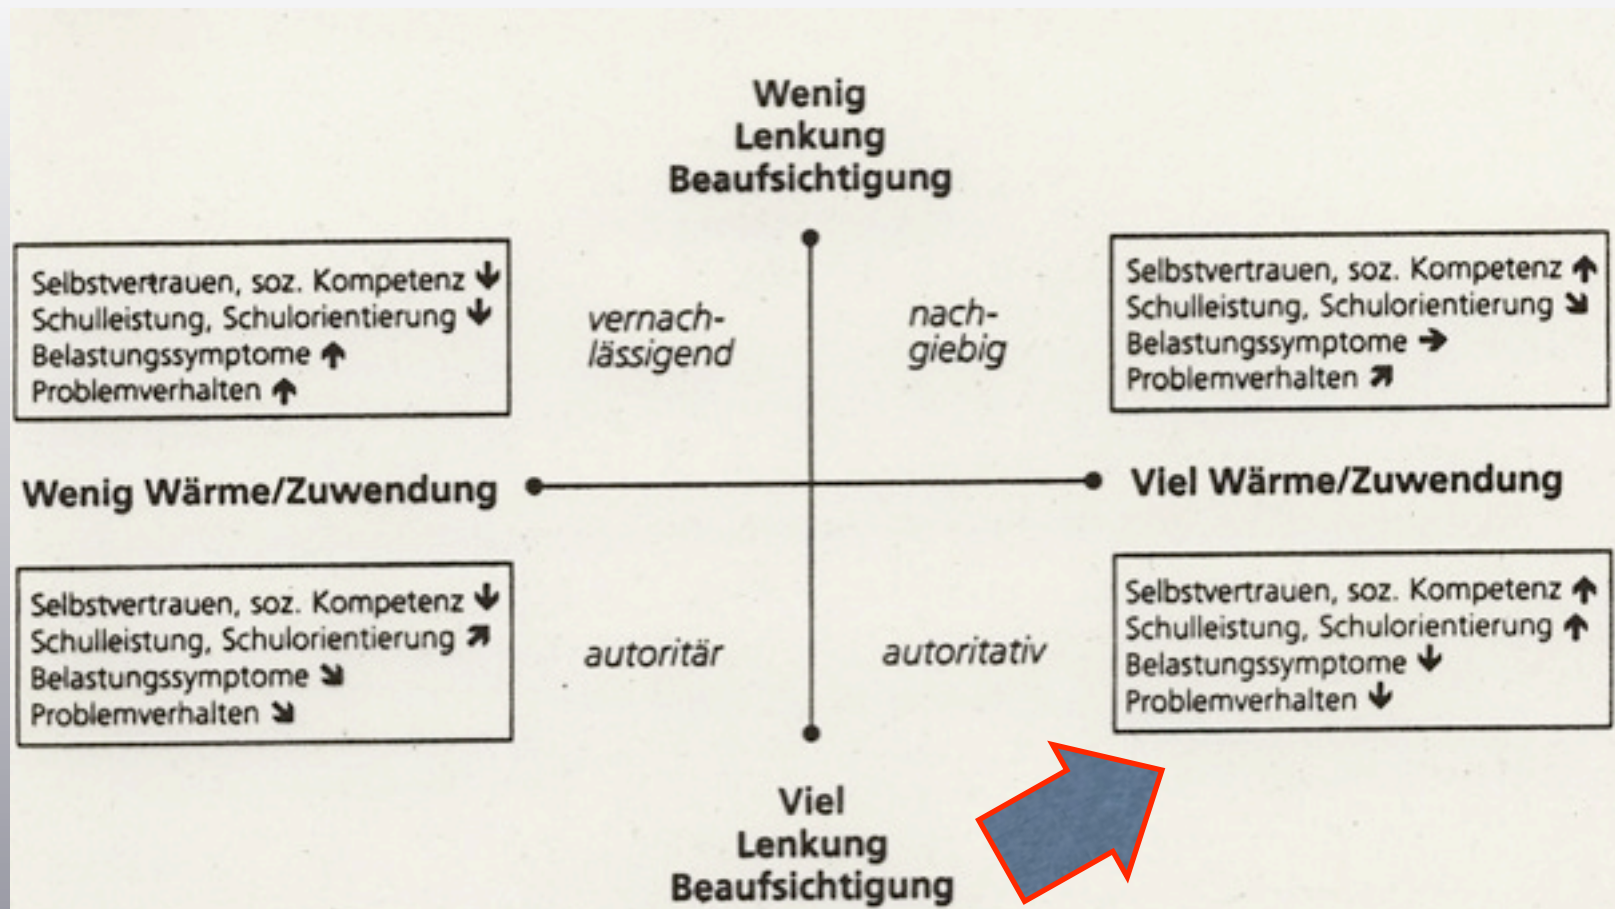 Wenig
Lenkung
Beaufsichtigung
Selbstvertrauen, soz. Kompetenz ↓
Schulleistung, Schulorientierung ↓
Belastungssymptome ↑
Problemverhalten ↑
vernach-
lässigend
nach-
giebig
Selbstvertrauen, soz. Kompetenz ↑
Schulleistung, Schulorientierung ↘
Belastungssymptome →
Problemverhalten ↗
Wenig Wärme/Zuwendung
Viel Wärme/Zuwendung
Selbstvertrauen, soz. Kompetenz ↓
Schulleistung, Schulorientierung ↗
Belastungssymptome ↘
Problemverhalten ↘
autoritär
autoritativ
Selbstvertrauen, soz. Kompetenz ↑
Schulleistung, Schulorientierung ↑
Belastungssymptome ↓
Problemverhalten ↓
Viel
Lenkung
Beaufsichtigung